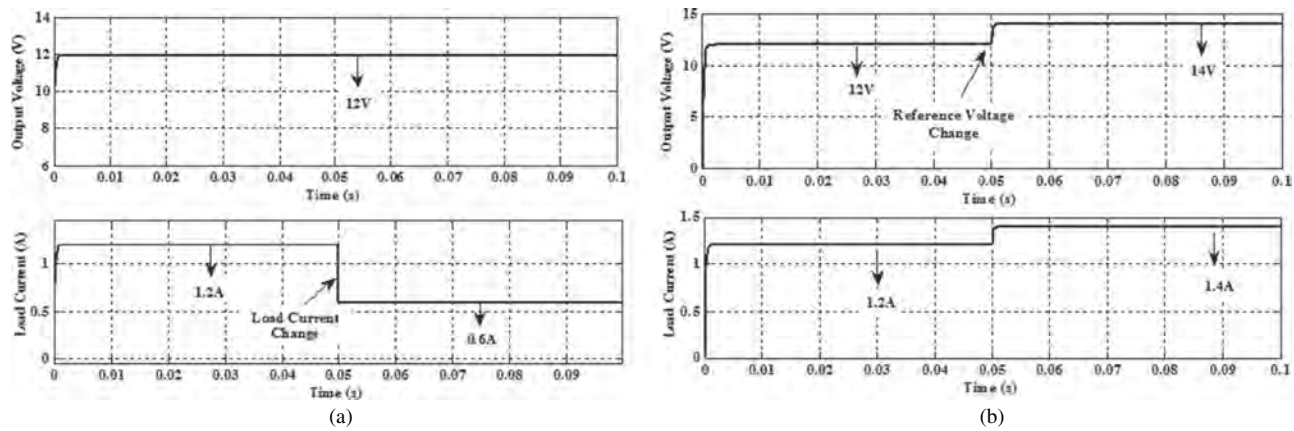 Output Voltage (V)
14
12
10
8
6
12V
0
0.01
0.02
0.03
0.04
0.05
0.06
0.07
0.08
0.09
0.1
Time (s)
Load Current (A)
1
0.5
0
1.2A
Load Current
Change
0.6A
0
0.01
0.02
0.03
0.04
0.05
0.06
0.07
0.08
0.09
Time (s)
(a)
Output Voltage (V)
15
10
5
0
12V
Reference Voltage
Change
14V
0
0.01
0.02
0.03
0.04
0.05
0.06
0.07
0.08
0.09
0.1
Time (s)
Load Current (A)
1.5
1
0.5
0
1.2A
1.4A
0
0.01
0.02
0.03
0.04
0.05
0.06
0.07
0.08
0.09
0.1
Time (s)
(b)